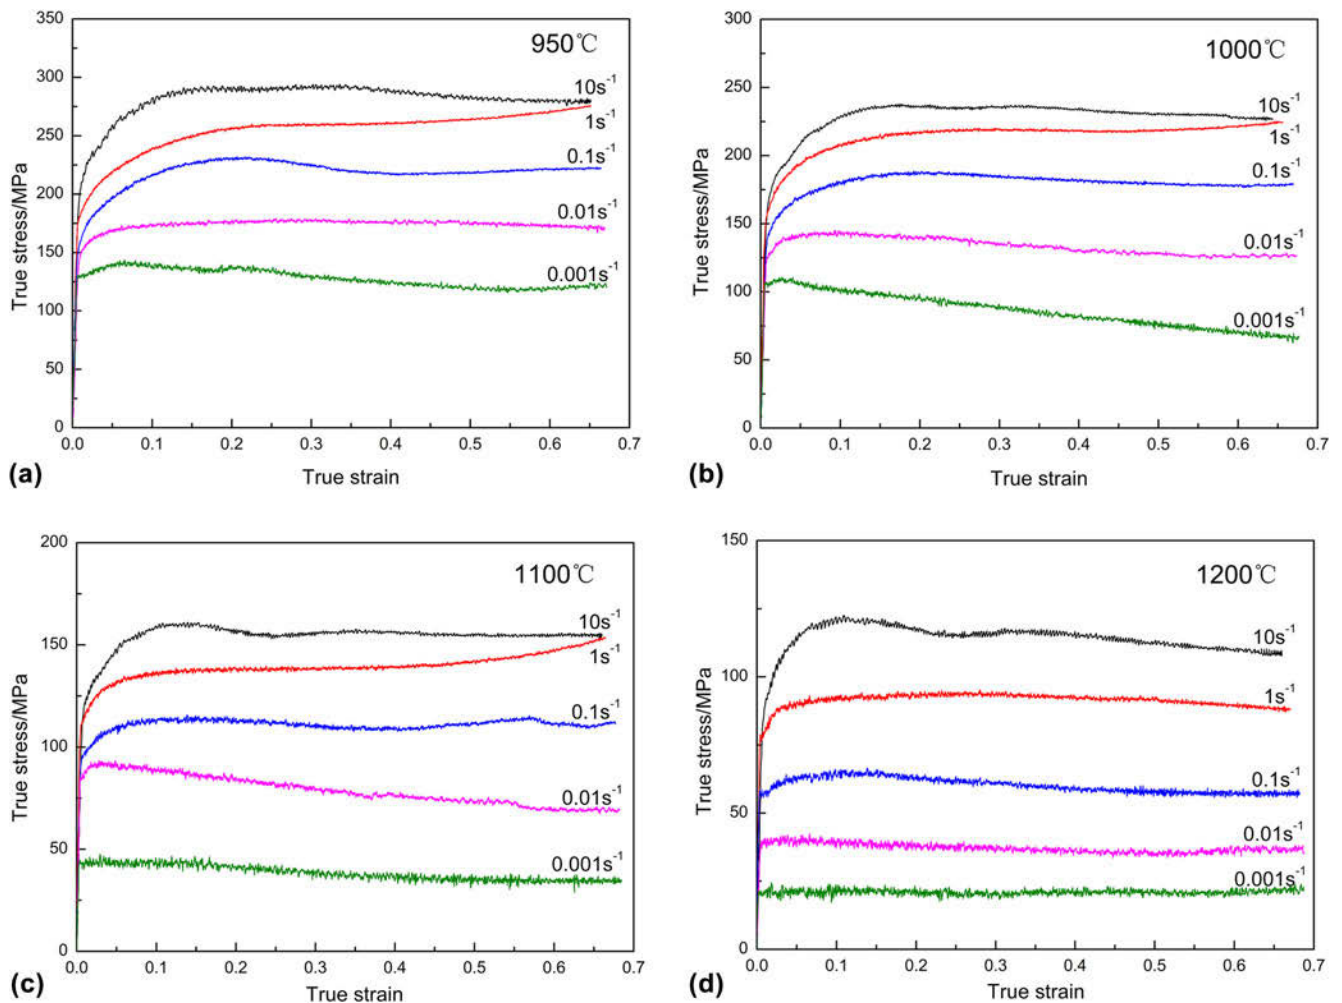 350
300
250
200
150
100
50
0
True stress/MPa
950℃
10s⁻¹
1s⁻¹
0.1s⁻¹
0.01s⁻¹
0.001s⁻¹
0.0 0.1 0.2 0.3 0.4 0.5 0.6 0.7
True strain
(a)
300
250
200
150
100
50
0
True stress/MPa
1000℃
10s⁻¹
1s⁻¹
0.1s⁻¹
0.01s⁻¹
0.001s⁻¹
0.0 0.1 0.2 0.3 0.4 0.5 0.6 0.7
True strain
(b)
200
150
100
50
0
True stress/MPa
1100℃
10s⁻¹
1s⁻¹
0.1s⁻¹
0.01s⁻¹
0.001s⁻¹
0.0 0.1 0.2 0.3 0.4 0.5 0.6 0.7
True strain
(c)
150
100
50
0
True stress/MPa
1200℃
10s⁻¹
1s⁻¹
0.1s⁻¹
0.01s⁻¹
0.001s⁻¹
0.0 0.1 0.2 0.3 0.4 0.5 0.6 0.7
True strain
(d)